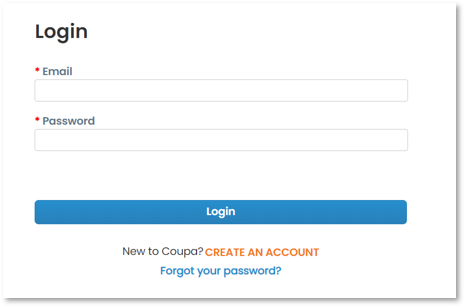 Login
* Email
* Password
Login
New to Coupa? CREATE AN ACCOUNT
Forgot your password?